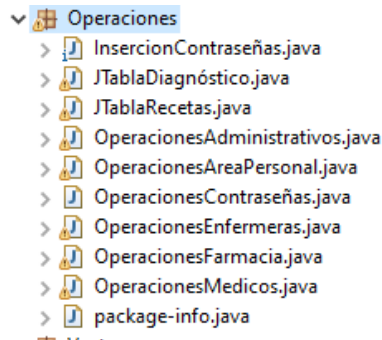 Operaciones
InsercionContraseñas.java
JTablaDiagnóstico.java
JTablaRecetas.java
OperacionesAdministrativos.java
OperacionesAreaPersonal.java
OperacionesContraseñas.java
OperacionesEnfermeras.java
OperacionesFarmacia.java
OperacionesMedicos.java
package-info.java